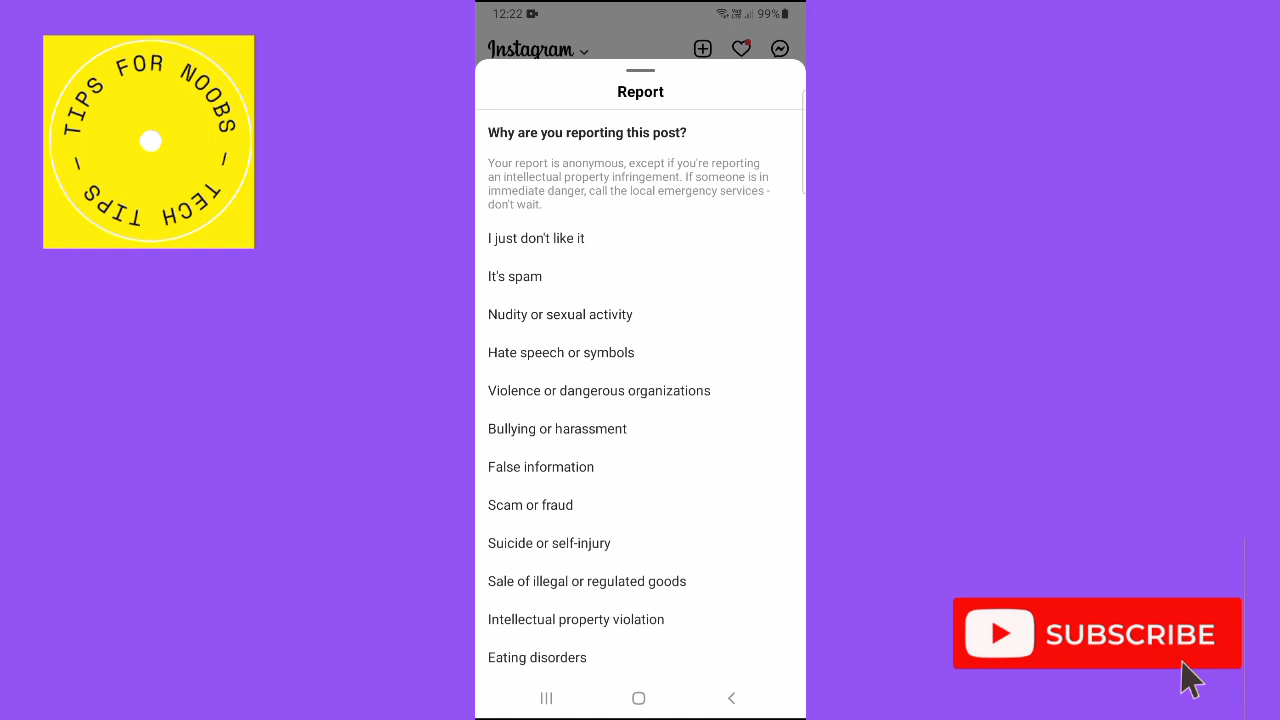 TIPS FOR NOOBS
– TECH TIPS –
12:22
99%
Instagram
Report
Why are you reporting this post?
Your report is anonymous, except if you're reporting
an intellectual property infringement. If someone is in
immediate danger, call the local emergency services -
don't wait.
I just don't like it
It's spam
Nudity or sexual activity
Hate speech or symbols
Violence or dangerous organizations
Bullying or harassment
False information
Scam or fraud
Suicide or self-injury
Sale of illegal or regulated goods
Intellectual property violation
Eating disorders
SUBSCRIBE